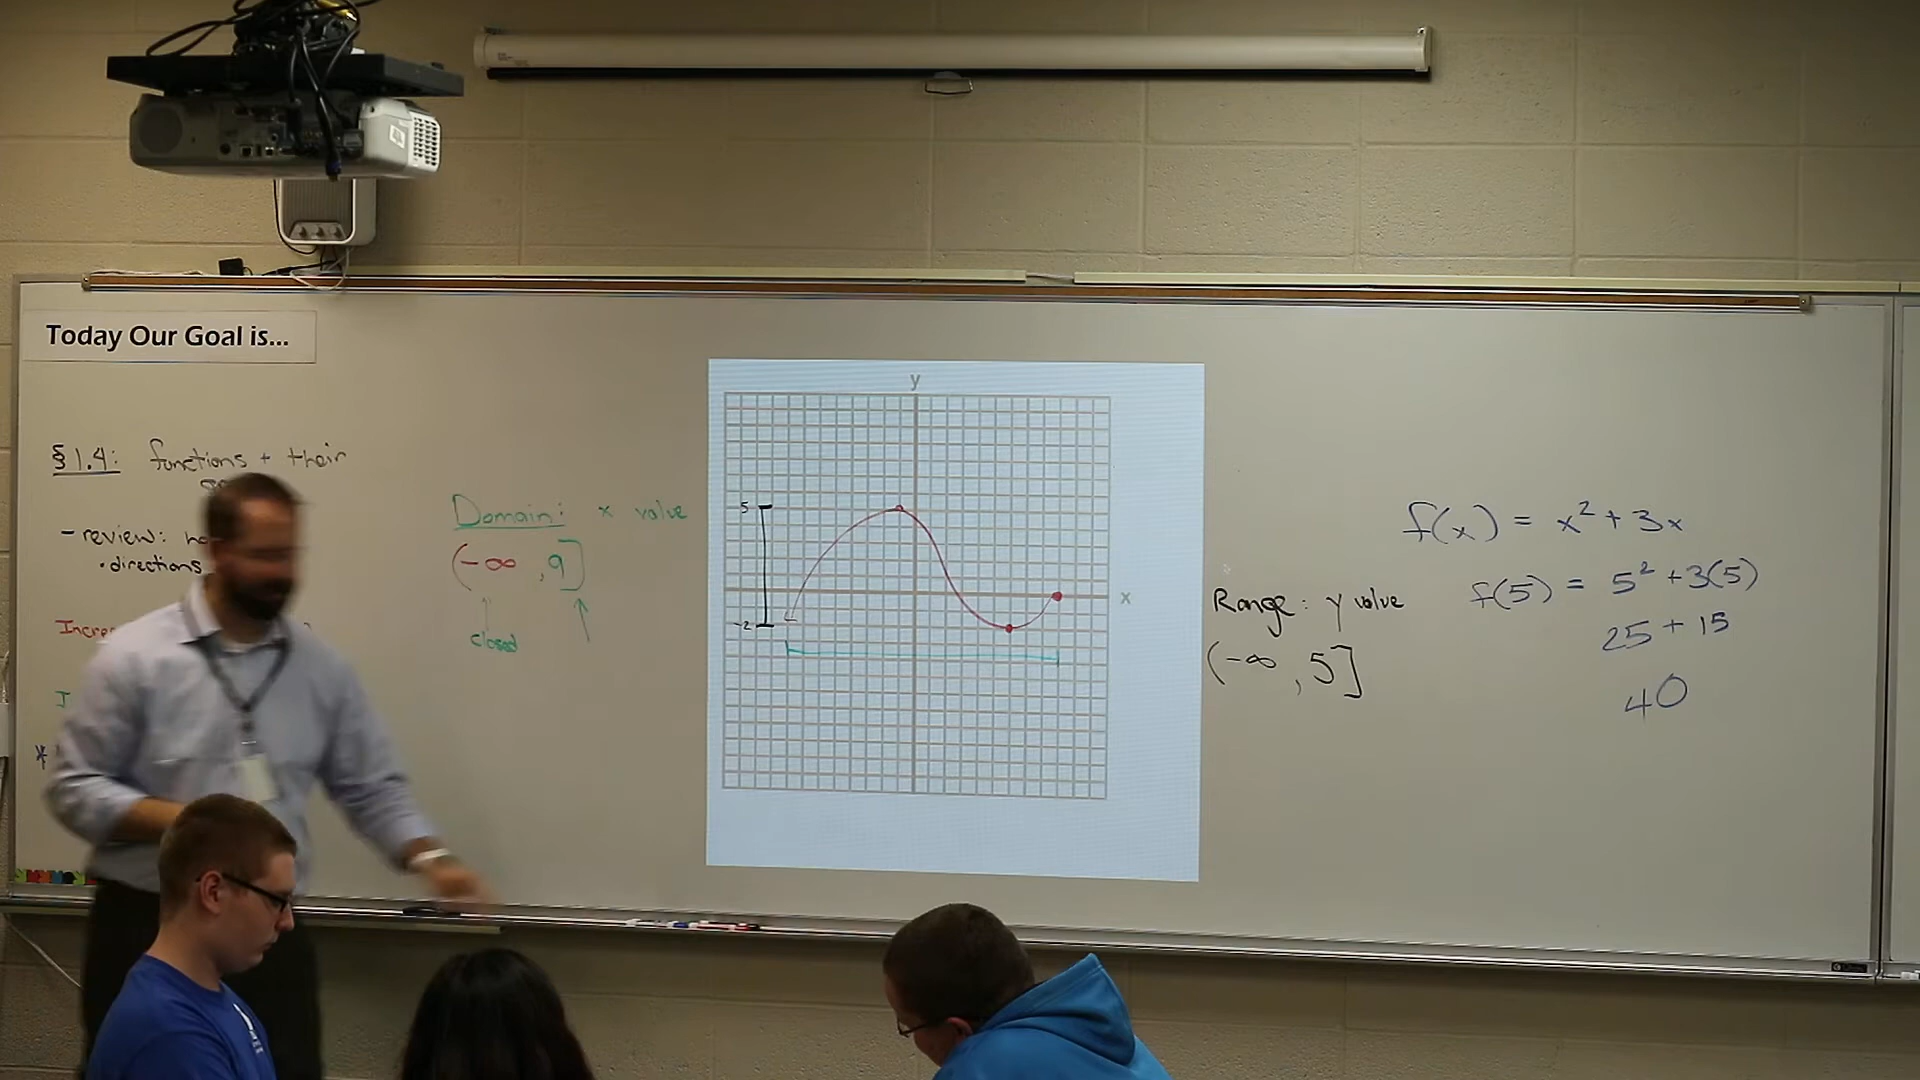 Today Our Goal is...
§1.4: functions + their
- review:
• directions
Domain: x value
(-∞, 9]
closed
y
5
-2
x
Range: y value
(-∞, 5]
f(x) = x² + 3x
f(5) = 5² + 3(5)
25 + 15
40